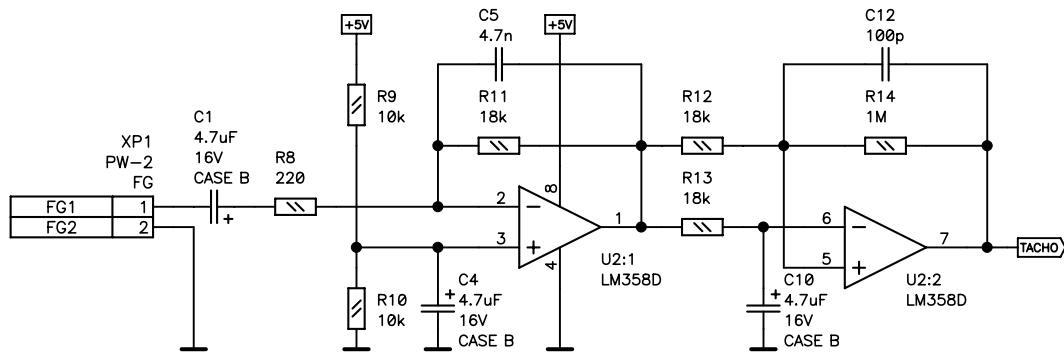 C5
4.7n
+5V
+5V
C12
100p
R9
10k
R11
18k
R12
18k
R14
1M
C1
4.7uF
16V
CASE B
XP1
PW-2
FG
R8
220
R13
18k
FG1 1
FG2 2
2
3
8
4
1
6
5
7
TACHO
U2:1
LM358D
U2:2
LM358D
R10
10k
+
C4
4.7uF
16V
CASE B
C10
4.7uF
16V
CASE B